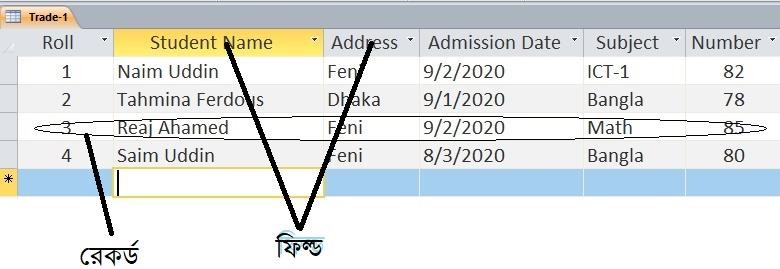 Trade-1
Roll Student Name Address Admission Date Subject Number
1 Naim Uddin Feni 9/2/2020 ICT-1 82
2 Tahmina Ferdous Dhaka 9/1/2020 Bangla 78
3 Reaj Ahamed Feni 9/2/2020 Math 85
4 Saim Uddin Feni 8/3/2020 Bangla 80
*
রেকর্ড ফিল্ড